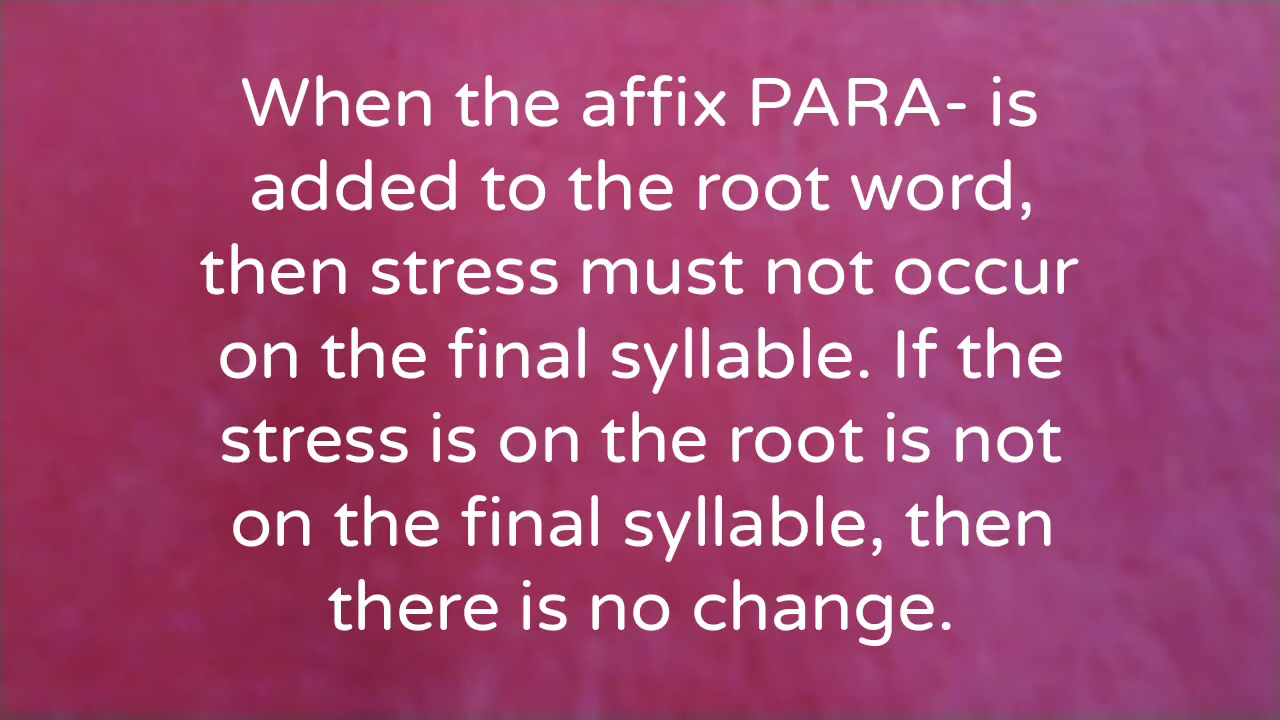 When the affix PARA- is
added to the root word,
then stress must not occur
on the final syllable. If the
stress is on the root is not
on the final syllable, then
there is no change.